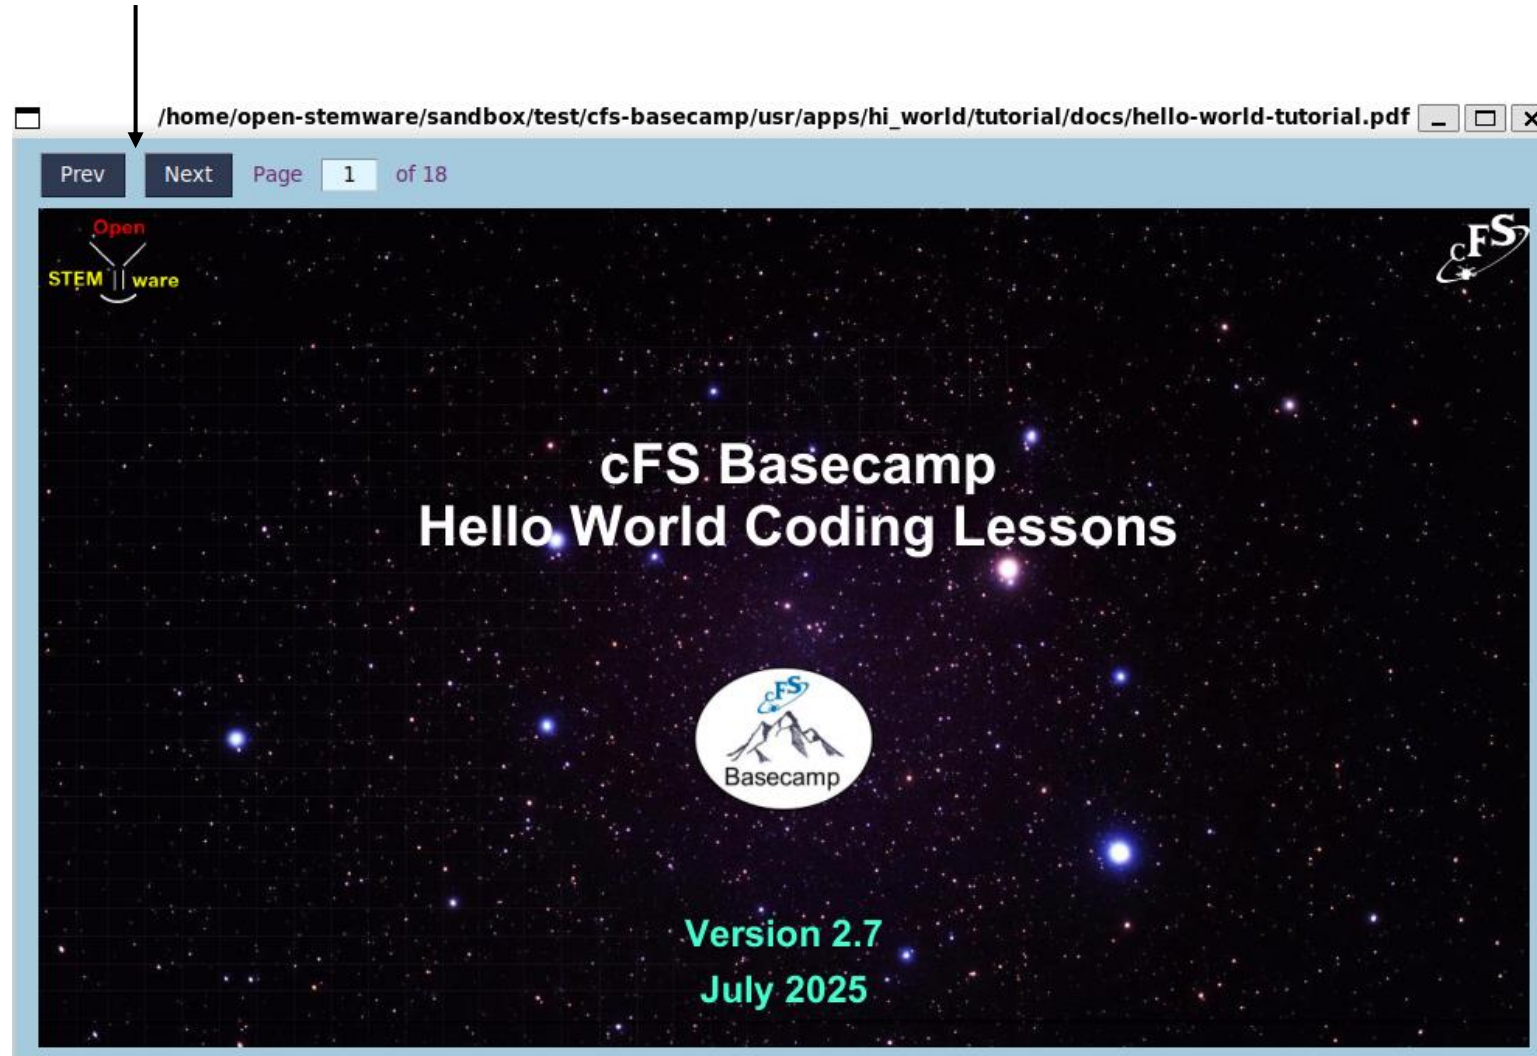 /home/open-stemware/sandbox/test/cfs-basecamp/usr/apps/hi_world/tutorial/docs/hello-world-tutorial.pdf
Prev Next Page 1 of 18
Open
STEM ware
cFS
cFS Basecamp
Hello World Coding Lessons
cFS
Basecamp
Version 2.7
July 2025